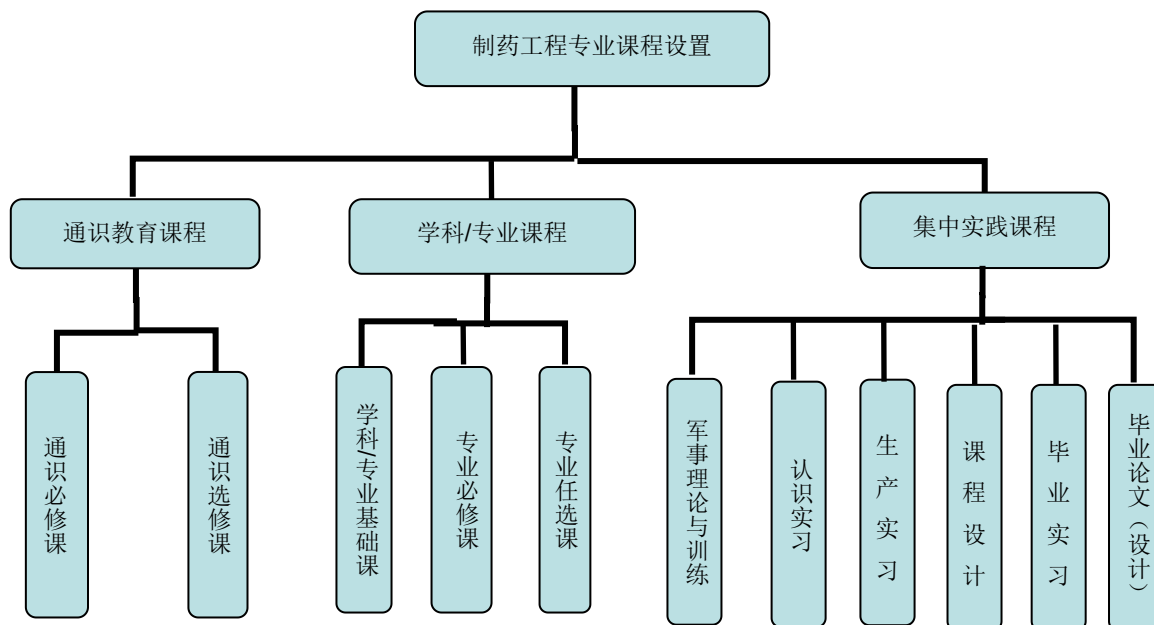 制药工程专业课程设置
通识教育课程
学科/专业课程
集中实践课程
通识必修课
通识选修课
学科/专业基础课
专业必修课
专业任选课
军事理论与训练
认识实习
生产实习
课程设计
毕业实习
毕业论文（设计）